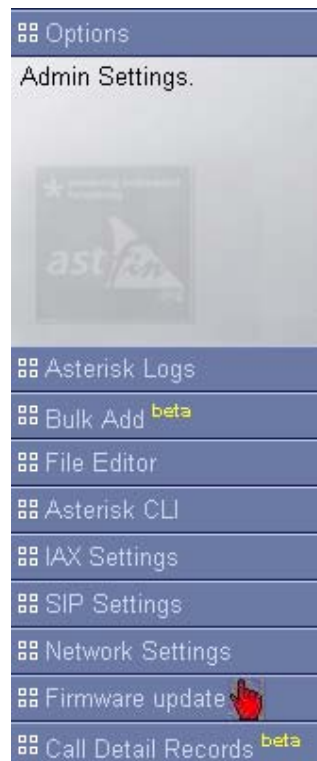 Options
Admin Settings.
ast
Asterisk Logs
Bulk Add beta
File Editor
Asterisk CLI
IAX Settings
SIP Settings
Network Settings
Firmware update
Call Detail Records beta